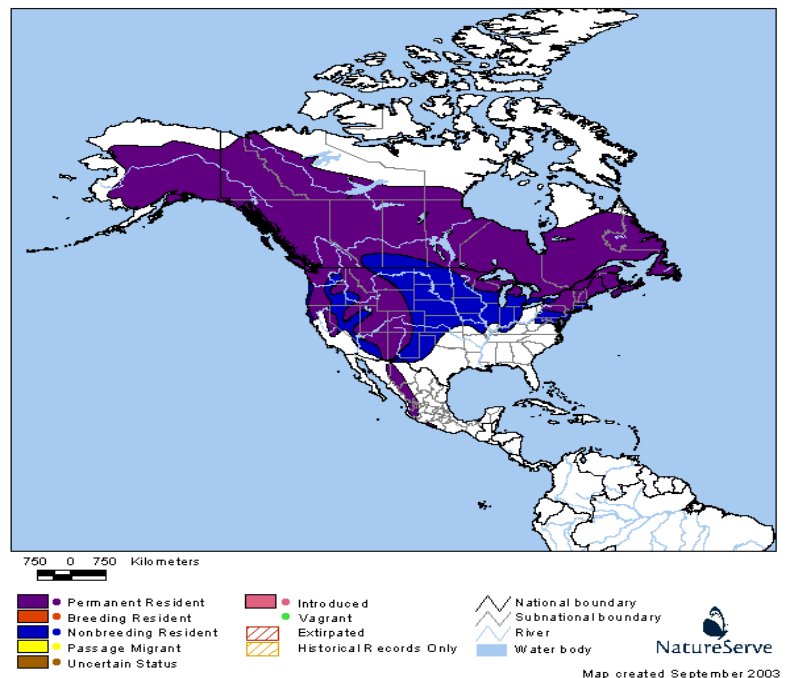 750 0 750 Kilometers
Permanent Resident
Breeding Resident
Nonbreeding Resident
Passage Migrant
Uncertain Status
Introduced
Vagrant
Extirpated
Historical Records Only
National boundary
Subnational boundary
River
Water body
NatureServe
Map created September 2003